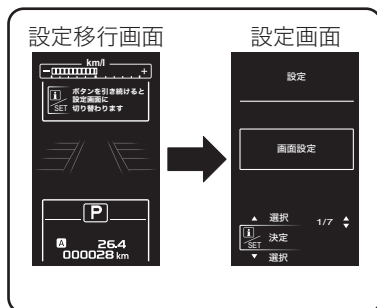 設定移行画面
km/l
− +
i
SET
ボタンを引き続けると
設定画面に
切り替わります
P
A 26.4
000028 km
設定画面
設定
画面設定
▲ 選択 1/7
i
SET 決定
▼ 選択